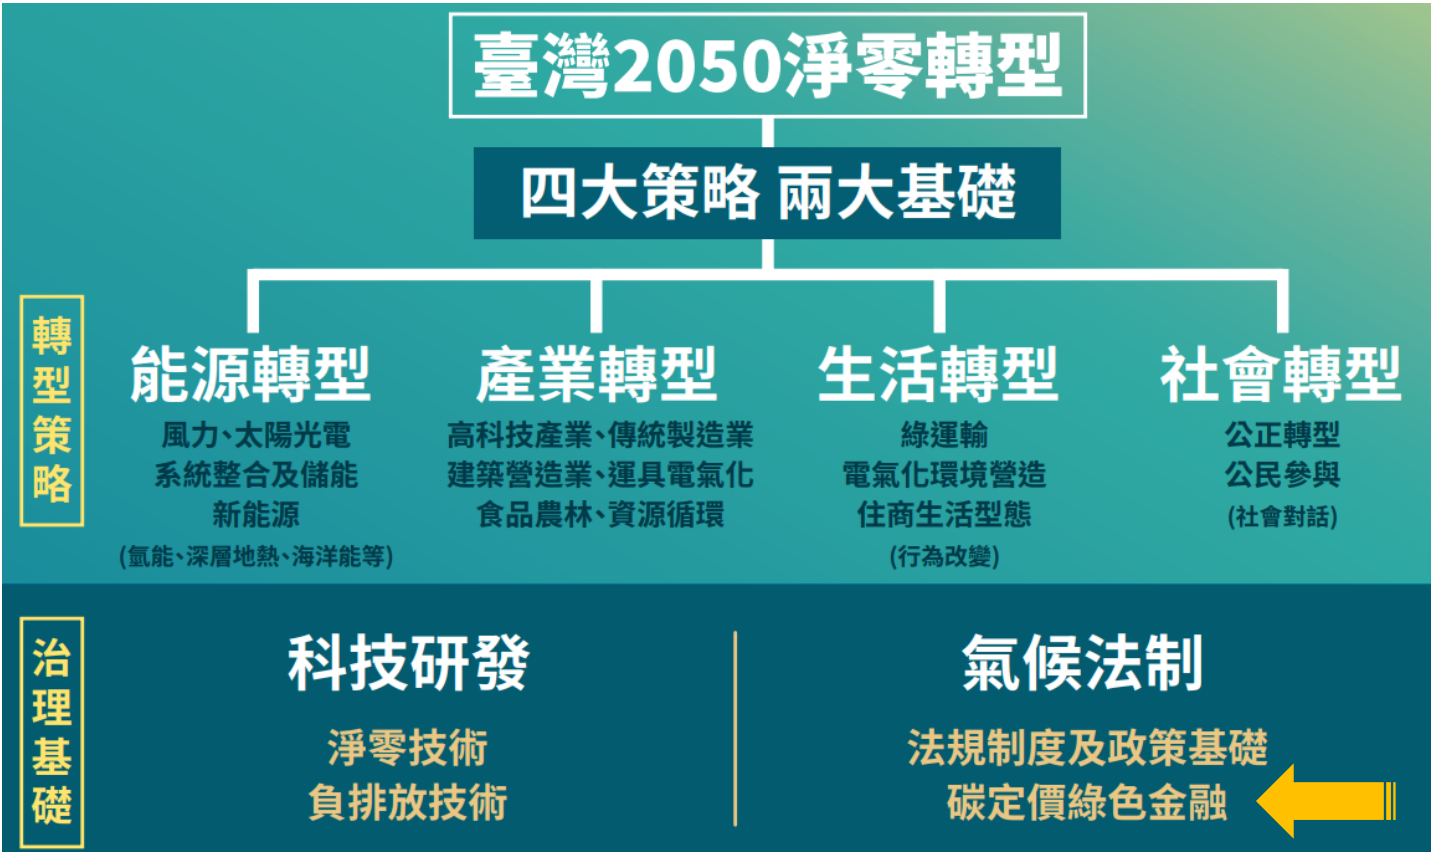 臺灣2050淨零轉型
四大策略 兩大基礎
轉型策略
能源轉型
風力、太陽光電
系統整合及儲能
新能源
(氫能、深層地熱、海洋能等)
產業轉型
高科技產業、傳統製造業
建築營造業、運具電氣化
食品農林、資源循環
生活轉型
綠運輸
電氣化環境營造
住商生活型態
(行為改變)
社會轉型
公正轉型
公民參與
(社會對話)
治理基礎
科技研發
淨零技術
負排放技術
氣候法制
法規制度及政策基礎
碳定價綠色金融